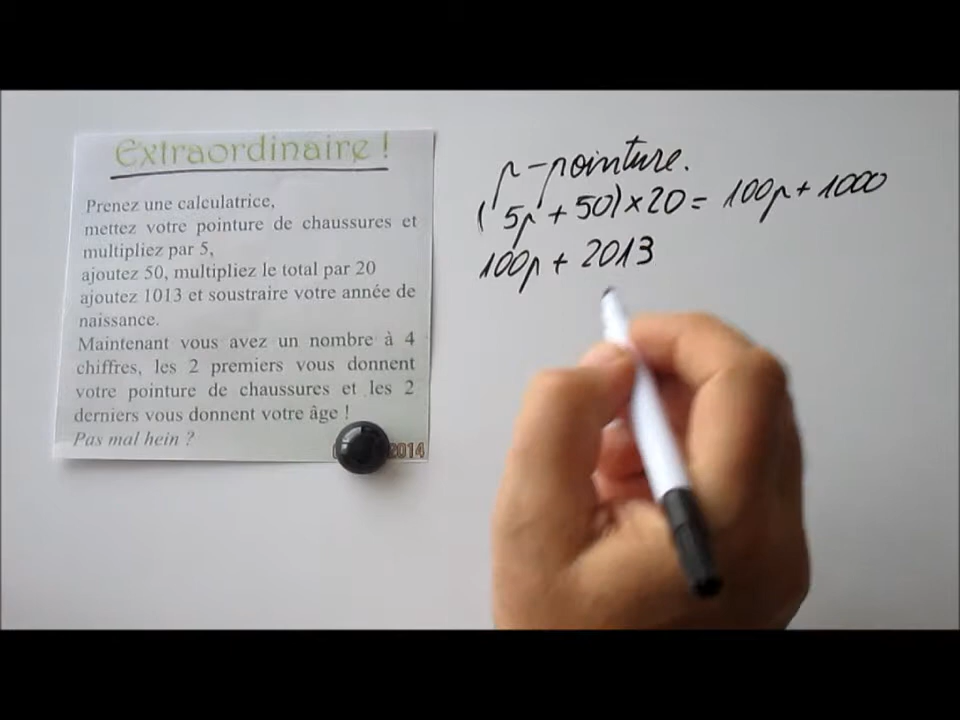 Extraordinaire !
Prenez une calculatrice,
mettez votre pointure de chaussures et
multipliez par 5,
ajoutez 50, multipliez le total par 20
ajoutez 1013 et soustraire votre année de
naissance.
Maintenant vous avez un nombre à 4
chiffres, les 2 premiers vous donnent
votre pointure de chaussures et les 2
derniers vous donnent votre âge !
Pas mal hein ?
2014
p - pointure.
(5p + 50) × 20 = 100p + 1000
100p + 2013